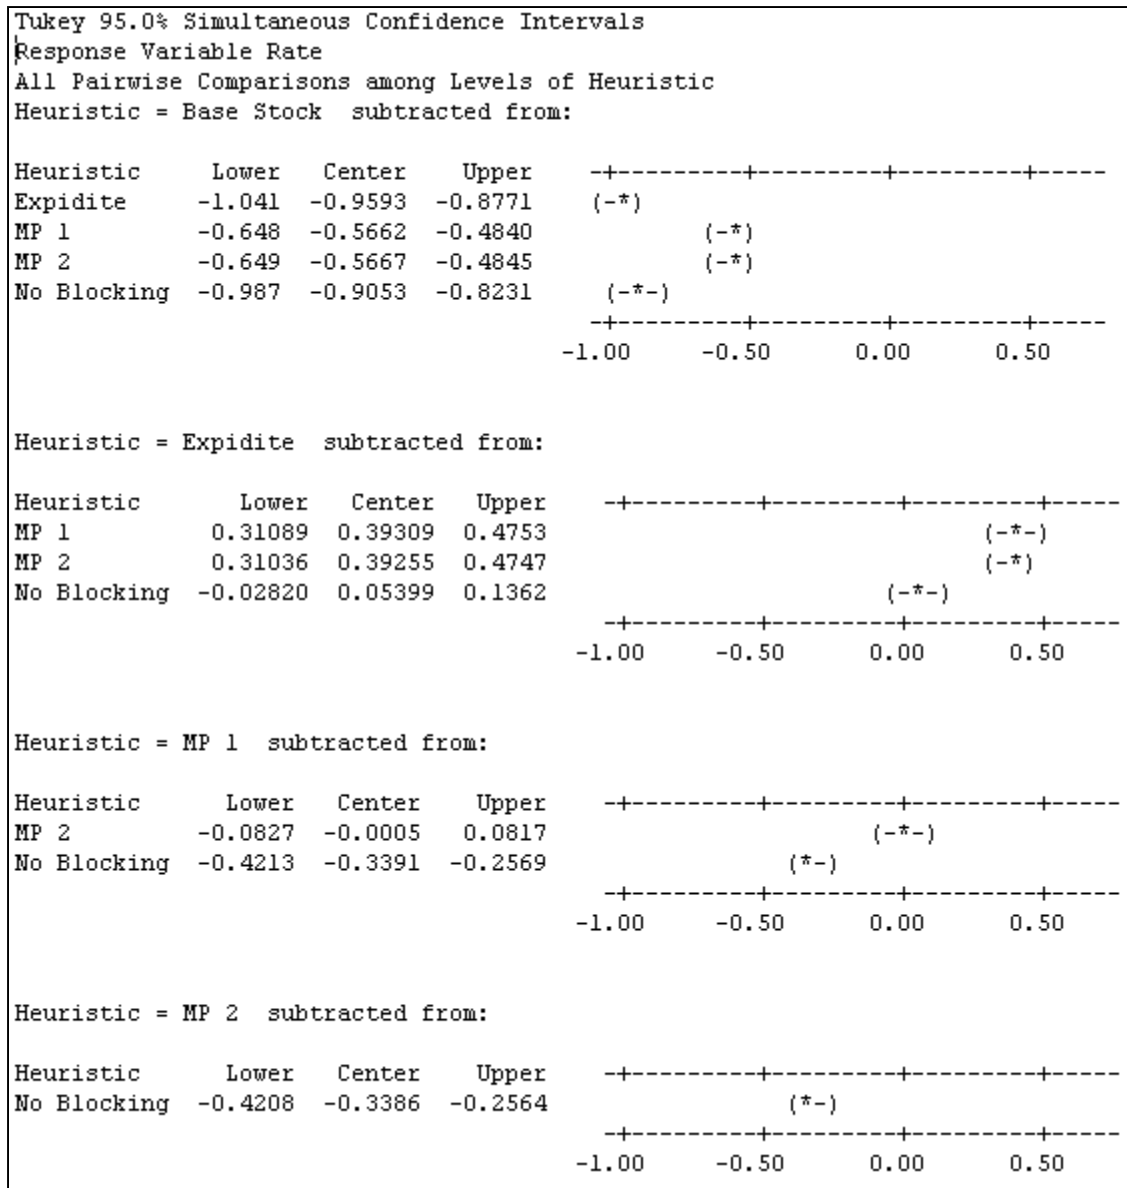 Tukey 95.0% Simultaneous Confidence Intervals
Response Variable Rate
All Pairwise Comparisons among Levels of Heuristic
Heuristic = Base Stock  subtracted from:
Heuristic      Lower   Center    Upper    -+---------+---------+---------+-----
Expidite      -1.041  -0.9593  -0.8771    (-*)
MP 1          -0.648  -0.5662  -0.4840            (-*)
MP 2          -0.649  -0.5667  -0.4845            (-*)
No Blocking   -0.987  -0.9053  -0.8231     (-*-)
                                          -+---------+---------+---------+-----
                                        -1.00     -0.50      0.00      0.50
Heuristic = Expidite  subtracted from:
Heuristic       Lower   Center   Upper     -+---------+---------+---------+-----
MP 1          0.31089  0.39309  0.4753                                (-*-)
MP 2          0.31036  0.39255  0.4747                                (-*)
No Blocking  -0.02820  0.05399  0.1362                         (-*-)
                                           -+---------+---------+---------+-----
                                         -1.00     -0.50      0.00      0.50
Heuristic = MP 1  subtracted from:
Heuristic      Lower   Center    Upper     -+---------+---------+---------+-----
MP 2         -0.0827  -0.0005   0.0817                        (-*-)
No Blocking  -0.4213  -0.3391  -0.2569                  (*-)
                                           -+---------+---------+---------+-----
                                         -1.00     -0.50      0.00      0.50
Heuristic = MP 2  subtracted from:
Heuristic      Lower   Center    Upper     -+---------+---------+---------+-----
No Blocking  -0.4208  -0.3386  -0.2564                  (*-)
                                           -+---------+---------+---------+-----
                                         -1.00     -0.50      0.00      0.50